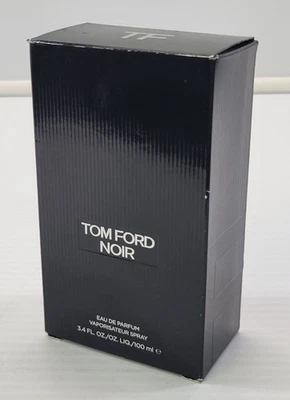 TF
TOM FORD
NOIR
EAU DE PARFUM
VAPORISATEUR SPRAY
3.4 FL.OZ./OZ. LIQ./100 ml ℮